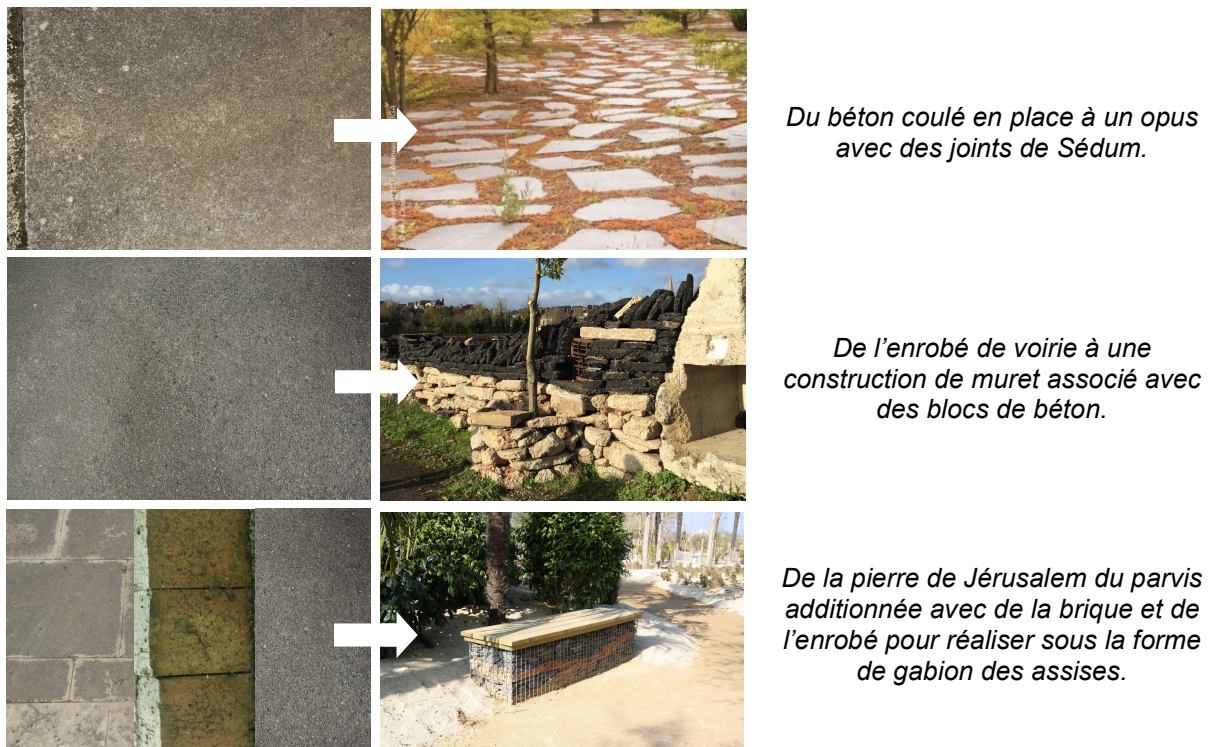 Du béton coulé en place à un opus
avec des joints de Sédum.
De l’enrobé de voirie à une
construction de muret associé avec
des blocs de béton.
De la pierre de Jérusalem du parvis
additionnée avec de la brique et de
l’enrobé pour réaliser sous la forme
de gabion des assises.